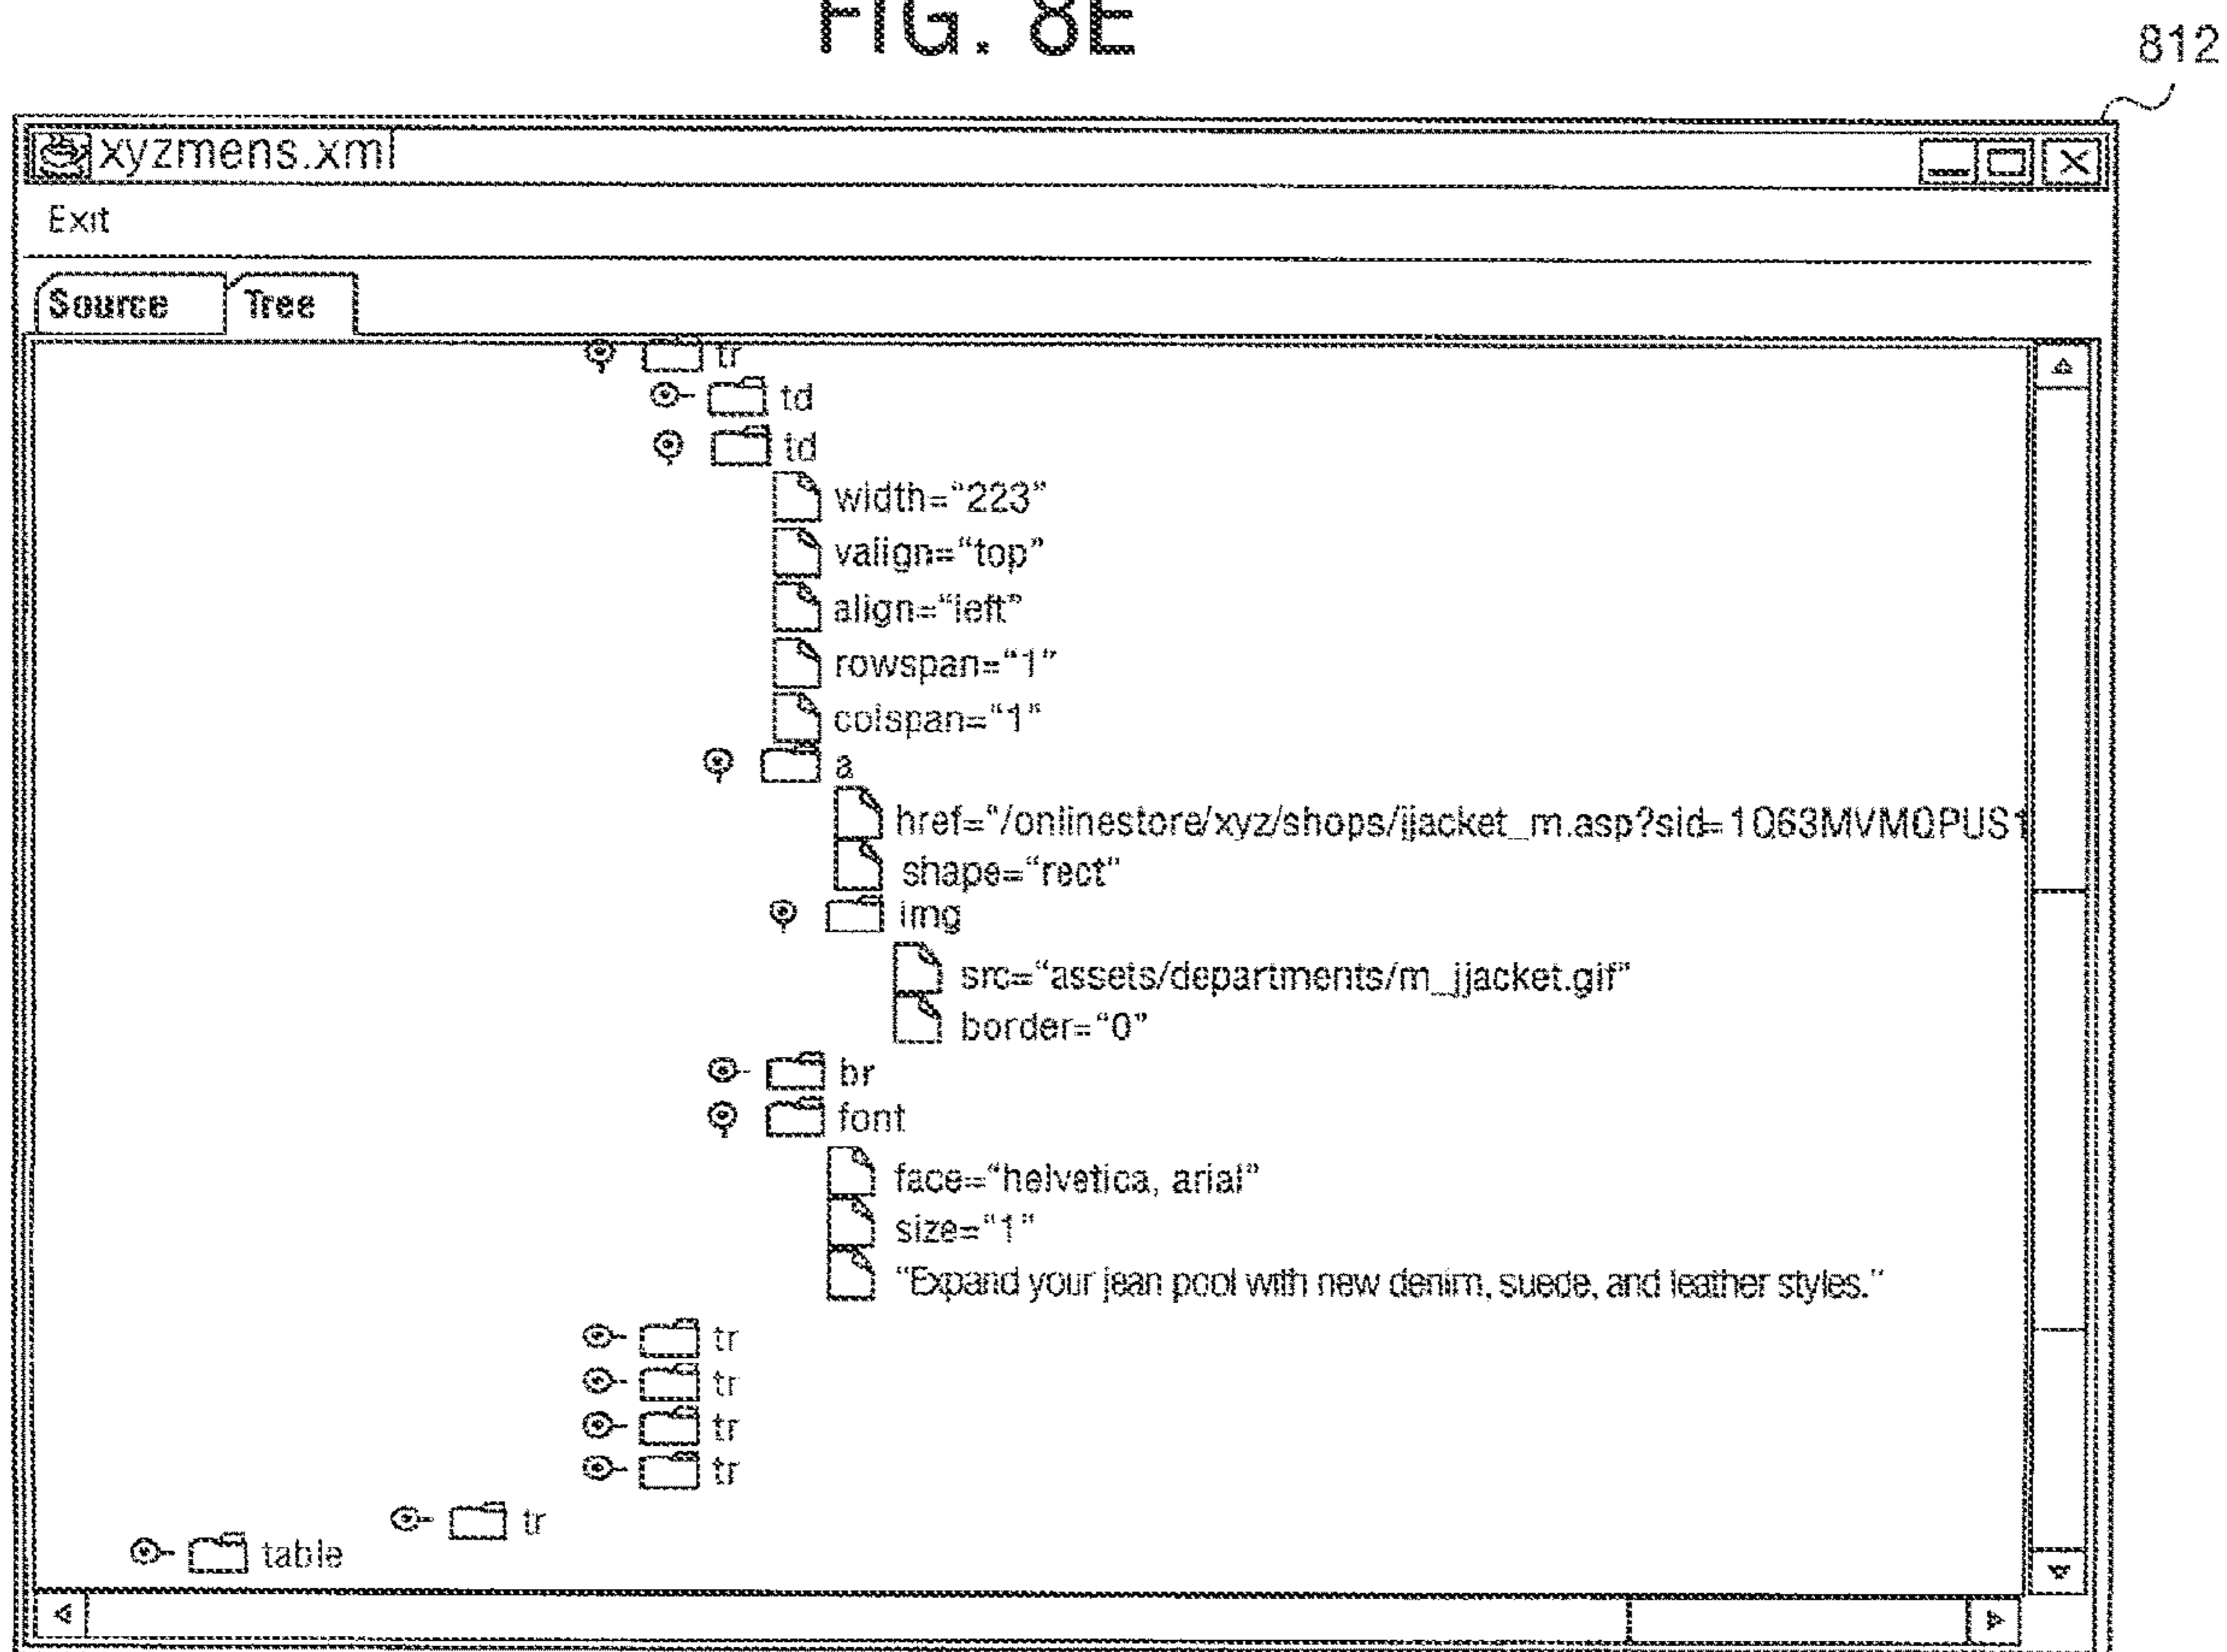 FIG. 8E
812
xyzmens.xml
Exit
Source Tree
tr
td
td
width="223"
valign="top"
align="left"
rowspan="1"
colspan="1"
a
href="/onlinestore/xyz/shops/jjacket_m.asp?sid=1Q63MVMQPUS1
shape="rect"
img
src="assets/departments/m_jjacket.gif"
border="0"
br
font
face="helvetica, arial"
size="1"
"Expand your jean pool with new denim, suede, and leather styles."
tr
tr
tr
tr
tr
table